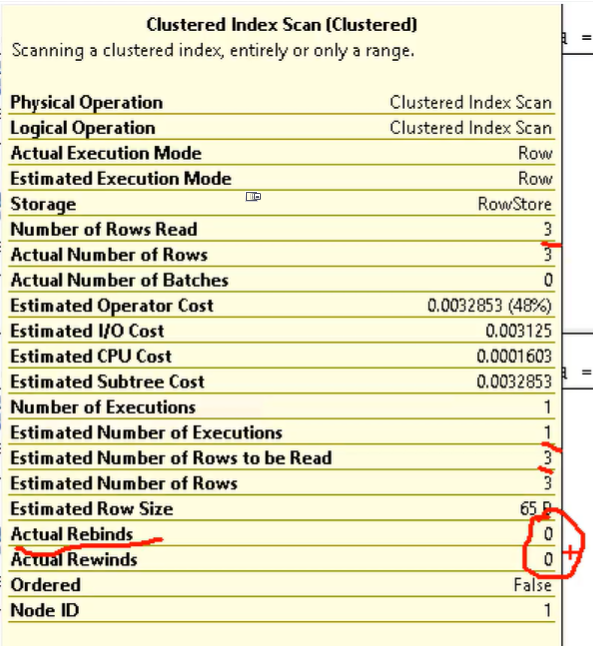 Clustered Index Scan (Clustered)
Scanning a clustered index, entirely or only a range.
Physical Operation Clustered Index Scan
Logical Operation Clustered Index Scan
Actual Execution Mode Row
Estimated Execution Mode Row
Storage RowStore
Number of Rows Read 3
Actual Number of Rows 3
Actual Number of Batches 0
Estimated Operator Cost 0.0032853 (48%)
Estimated I/O Cost 0.003125
Estimated CPU Cost 0.0001603
Estimated Subtree Cost 0.0032853
Number of Executions 1
Estimated Number of Executions 1
Estimated Number of Rows to be Read 3
Estimated Number of Rows 3
Estimated Row Size 65 B
Actual Rebinds 0
Actual Rewinds 0
Ordered False
Node ID 1